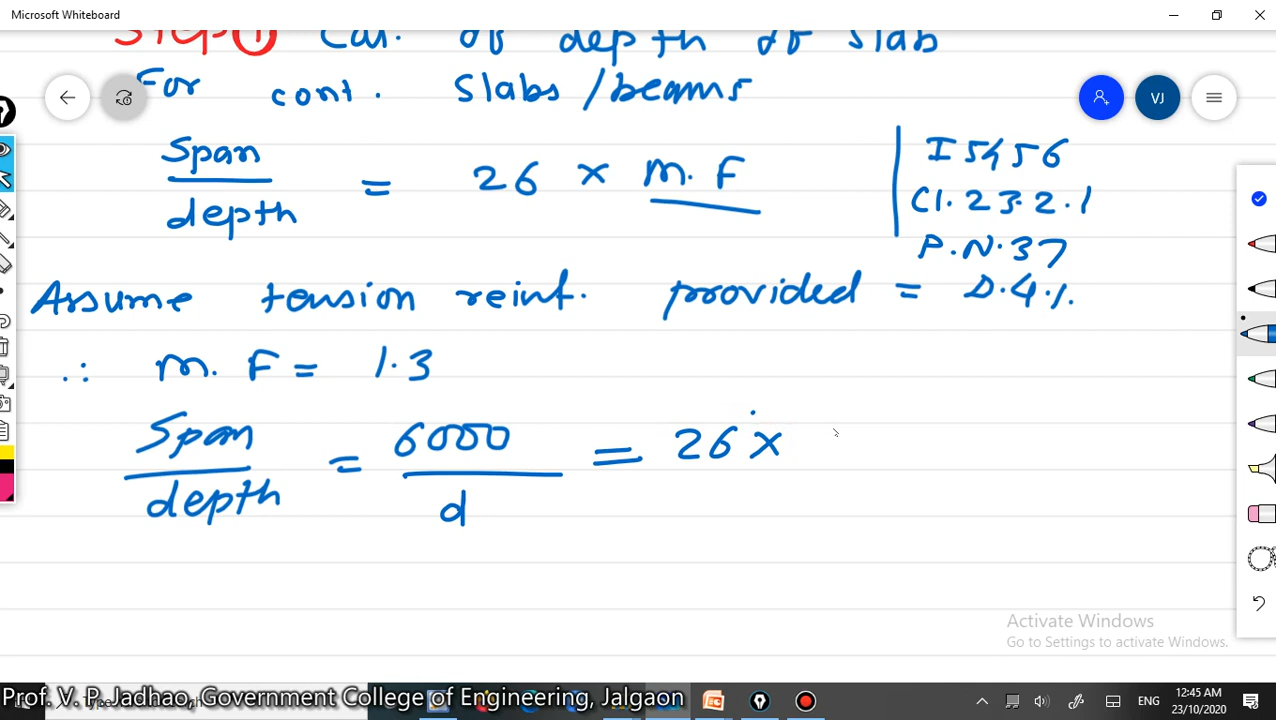 Microsoft Whiteboard
Step ① Cal. of depth of slab
For cont. Slabs/beams
VJ
Span/depth = 26 x m.F
IS456
Cl.23.2.1
P.N.37
Assume tension reinf. provided = 0.4%.
∴ m.F = 1.3
Span/depth = 6000/d = 26 x
Activate Windows
Go to Settings to activate Windows.
Prof. V. P. Jadhao, Government College of Engineering, Jalgaon
ENG
12:45 AM
23/10/2020